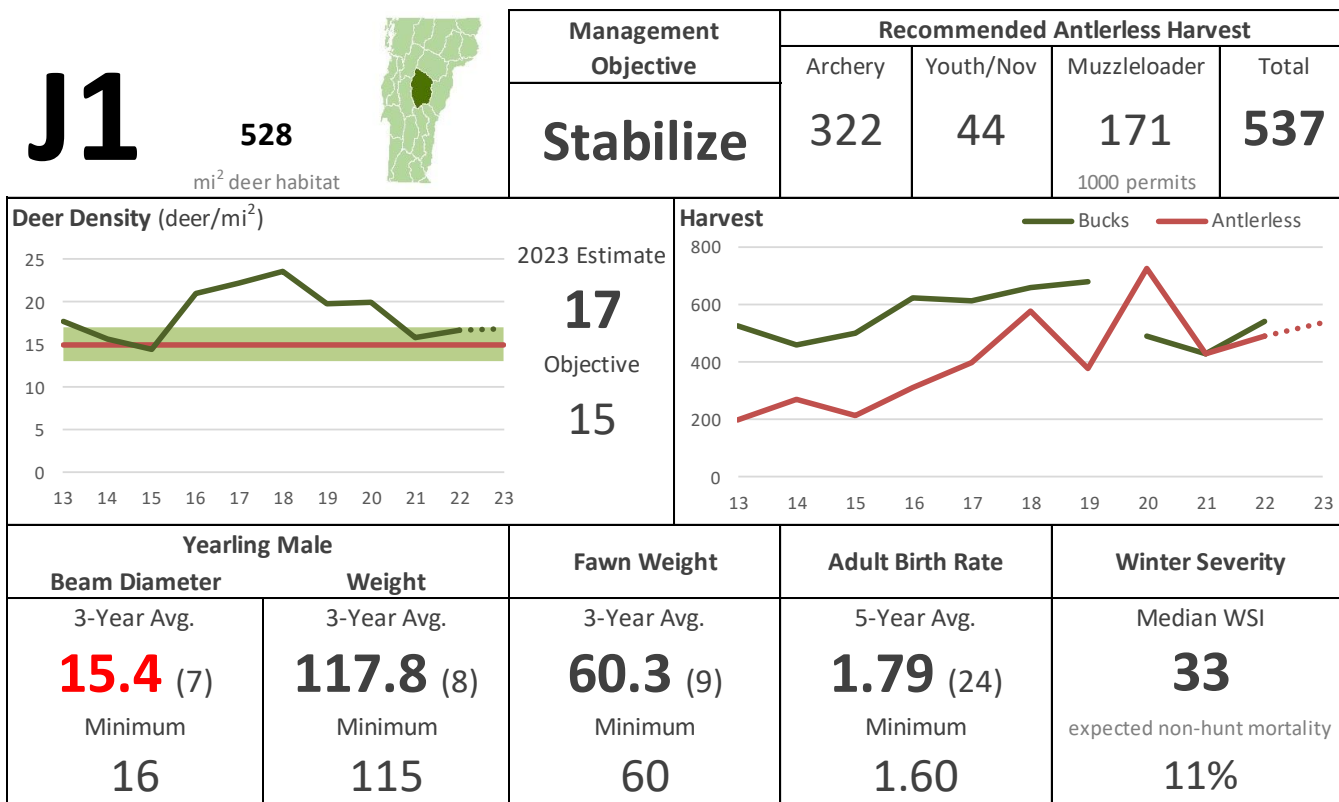 J1
528
mi² deer habitat
Management
Objective
Stabilize
Recommended Antlerless Harvest
Archery Youth/Nov Muzzleloader Total
322 44 171 537
1000 permits
Deer Density (deer/mi²)
25
20
15
10
5
0
13 14 15 16 17 18 19 20 21 22 23
2023 Estimate
17
Objective
15
Harvest
Bucks Antlerless
800
600
400
200
0
13 14 15 16 17 18 19 20 21 22 23
Yearling Male
Beam Diameter Weight
Fawn Weight
Adult Birth Rate
Winter Severity
3-Year Avg. 3-Year Avg. 3-Year Avg. 5-Year Avg. Median WSI
15.4 (7) 117.8 (8) 60.3 (9) 1.79 (24) 33
Minimum Minimum Minimum Minimum expected non-hunt mortality
16 115 60 1.60 11%